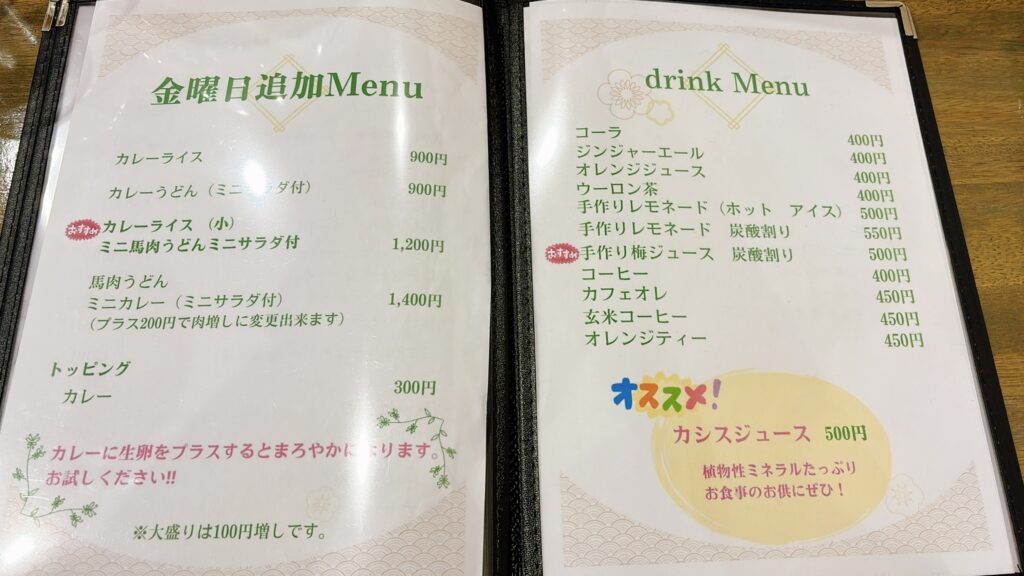 金曜日追加Menu
カレーライス 900円
カレーうどん（ミニサラダ付） 900円
おすすめ カレーライス （小）
ミニ馬肉うどんミニサラダ付 1,200円
馬肉うどん
ミニカレー（ミニサラダ付） 1,400円
（プラス200円で肉増しに変更出来ます）
トッピング
カレー 300円
カレーに生卵をプラスするとまろやかになります。
お試しください!!
※大盛りは100円増しです。
drink Menu
コーラ 400円
ジンジャーエール 400円
オレンジジュース 400円
ウーロン茶 400円
手作りレモネード（ホット　アイス） 500円
手作りレモネード　炭酸割り 550円
おすすめ 手作り梅ジュース　炭酸割り 500円
コーヒー 400円
カフェオレ 450円
玄米コーヒー 450円
オレンジティー 450円
オススメ！
カシスジュース 500円
植物性ミネラルたっぷり
お食事のお供にぜひ！